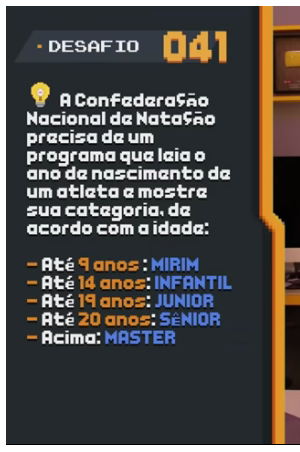 DESAFIO 041
A Confederação
Nacional de Natação
precisa de um
programa que leia o
ano de nascimento de
um atleta e mostre
sua categoria, de
acordo com a idade:
- Até 9 anos: MIRIM
- Até 14 anos: INFANTIL
- Até 19 anos: JUNIOR
- Até 20 anos: SÊNIOR
- Acima: MASTER